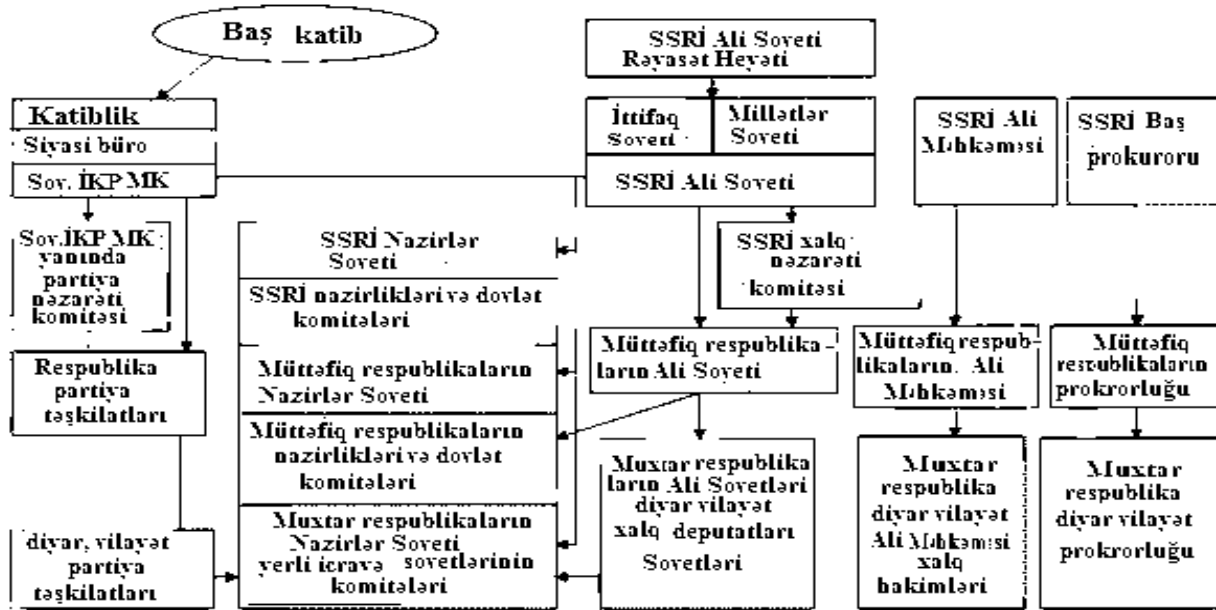 Baş katib
SSRİ Ali Soveti
Rəyasət Heyəti
Katiblik
Siyasi büro
Sov. İKP MK
İttifaq
Soveti
Millətlər
Soveti
SSRİ Ali Soveti
SSRİ Ali
Məhkəməsi
SSRİ Baş
prokuroru
Sov.İKP MK
yanında
partiya
nəzarəti
komitəsi
SSRİ Nazirlər
Soveti
SSRİ nazirlikləri və dovlət
komitələri
SSRİ xalq
nəzarəti
komitəsi
Respublika
partiya
təşkilatları
Müttəfiq respublikaların
Nazirlər Soveti
Müttəfiq respublika-
ların Ali Soveti
Müttəfiq respub-
likaların. Ali
Məhkəməsi
Müttəfiq
respublikaların
prokrorluğu
Müttəfiq respublikaların
nazirlikləri və dovlət
komitələri
Muxtar respublikaların
Nazirlər Soveti
yerli icra və sovetlərinin
komitələri
Muxtar respublika
ların Ali Sovetləri
diyar vilayət
xalq deputatları
Sovetləri
Muxtar
respublika
diyar vilayət
Ali Məhkəməsi
xalq
hakimləri
Muxtar
respublika
diyar vilayət
prokrorluğu
diyar, vilayət
partiya
təşkilatları